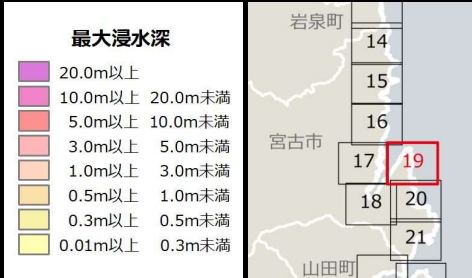 最大浸水深
20.0m以上
10.0m以上 20.0m未満
5.0m以上 10.0m未満
3.0m以上 5.0m未満
1.0m以上 3.0m未満
0.5m以上 1.0m未満
0.3m以上 0.5m未満
0.01m以上 0.3m未満
岩泉町
14
15
16
宮古市
17
19
18
20
21
山田町